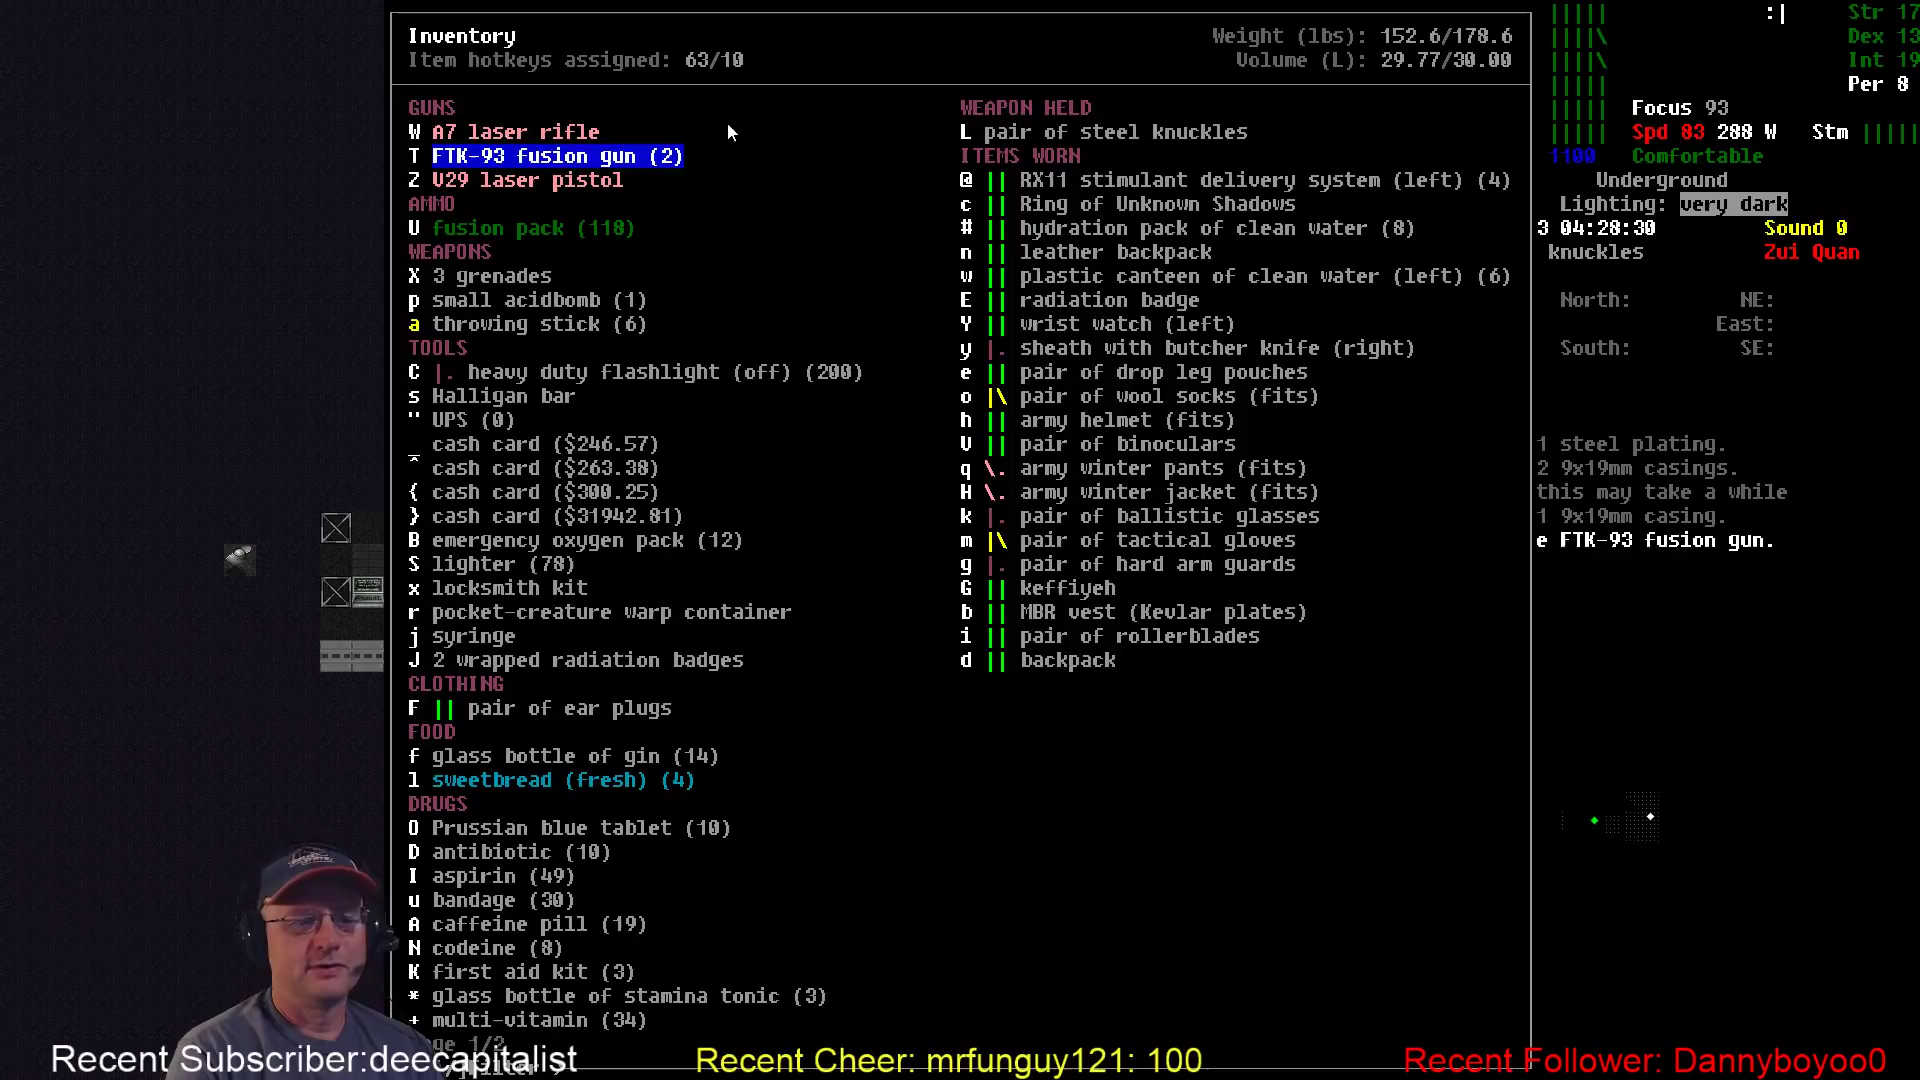 Inventory
Item hotkeys assigned: 63/10
Weight (lbs): 152.6/178.6
Volume (L): 29.77/30.00
GUNS
W A7 laser rifle
T FTK-93 fusion gun (2)
Z V29 laser pistol
AMMO
U fusion pack (118)
WEAPONS
X 3 grenades
p small acidbomb (1)
a throwing stick (6)
TOOLS
C |. heavy duty flashlight (off) (200)
s Halligan bar
" UPS (0)
_ cash card ($246.57)
^ cash card ($263.38)
{ cash card ($300.25)
} cash card ($31942.81)
B emergency oxygen pack (12)
S lighter (78)
x locksmith kit
r pocket-creature warp container
j syringe
J 2 wrapped radiation badges
CLOTHING
F || pair of ear plugs
FOOD
f glass bottle of gin (14)
l sweetbread (fresh) (4)
DRUGS
O Prussian blue tablet (10)
D antibiotic (10)
I aspirin (49)
u bandage (30)
A caffeine pill (19)
N codeine (8)
K first aid kit (3)
* glass bottle of stamina tonic (3)
+ multi-vitamin (34)
1/2
WEAPON HELD
L pair of steel knuckles
ITEMS WORN
@ || RX11 stimulant delivery system (left) (4)
c || Ring of Unknown Shadows
# || hydration pack of clean water (8)
n || leather backpack
w || plastic canteen of clean water (left) (6)
E || radiation badge
Y || wrist watch (left)
y |. sheath with butcher knife (right)
e || pair of drop leg pouches
o |\ pair of wool socks (fits)
h || army helmet (fits)
V || pair of binoculars
q \. army winter pants (fits)
H \. army winter jacket (fits)
k |. pair of ballistic glasses
m |\ pair of tactical gloves
g |. pair of hard arm guards
G || keffiyeh
b || MBR vest (Kevlar plates)
i || pair of rollerblades
d || backpack
||||| :| Str 17
||||\ Dex 13
||||\ Int 19
||||| Per 8
||||| Focus 93
||||| Spd 83 288 W Stm |||||
1100 Comfortable
Underground
Lighting: very dark
3 04:28:30 Sound 0
knuckles Zui Quan
North: NE:
East:
South: SE:
1 steel plating.
2 9x19mm casings.
this may take a while
1 9x19mm casing.
e FTK-93 fusion gun.
Recent Subscriber:deecapitalist
Recent Cheer: mrfunguy121: 100
Recent Follower: Dannyboyoo0